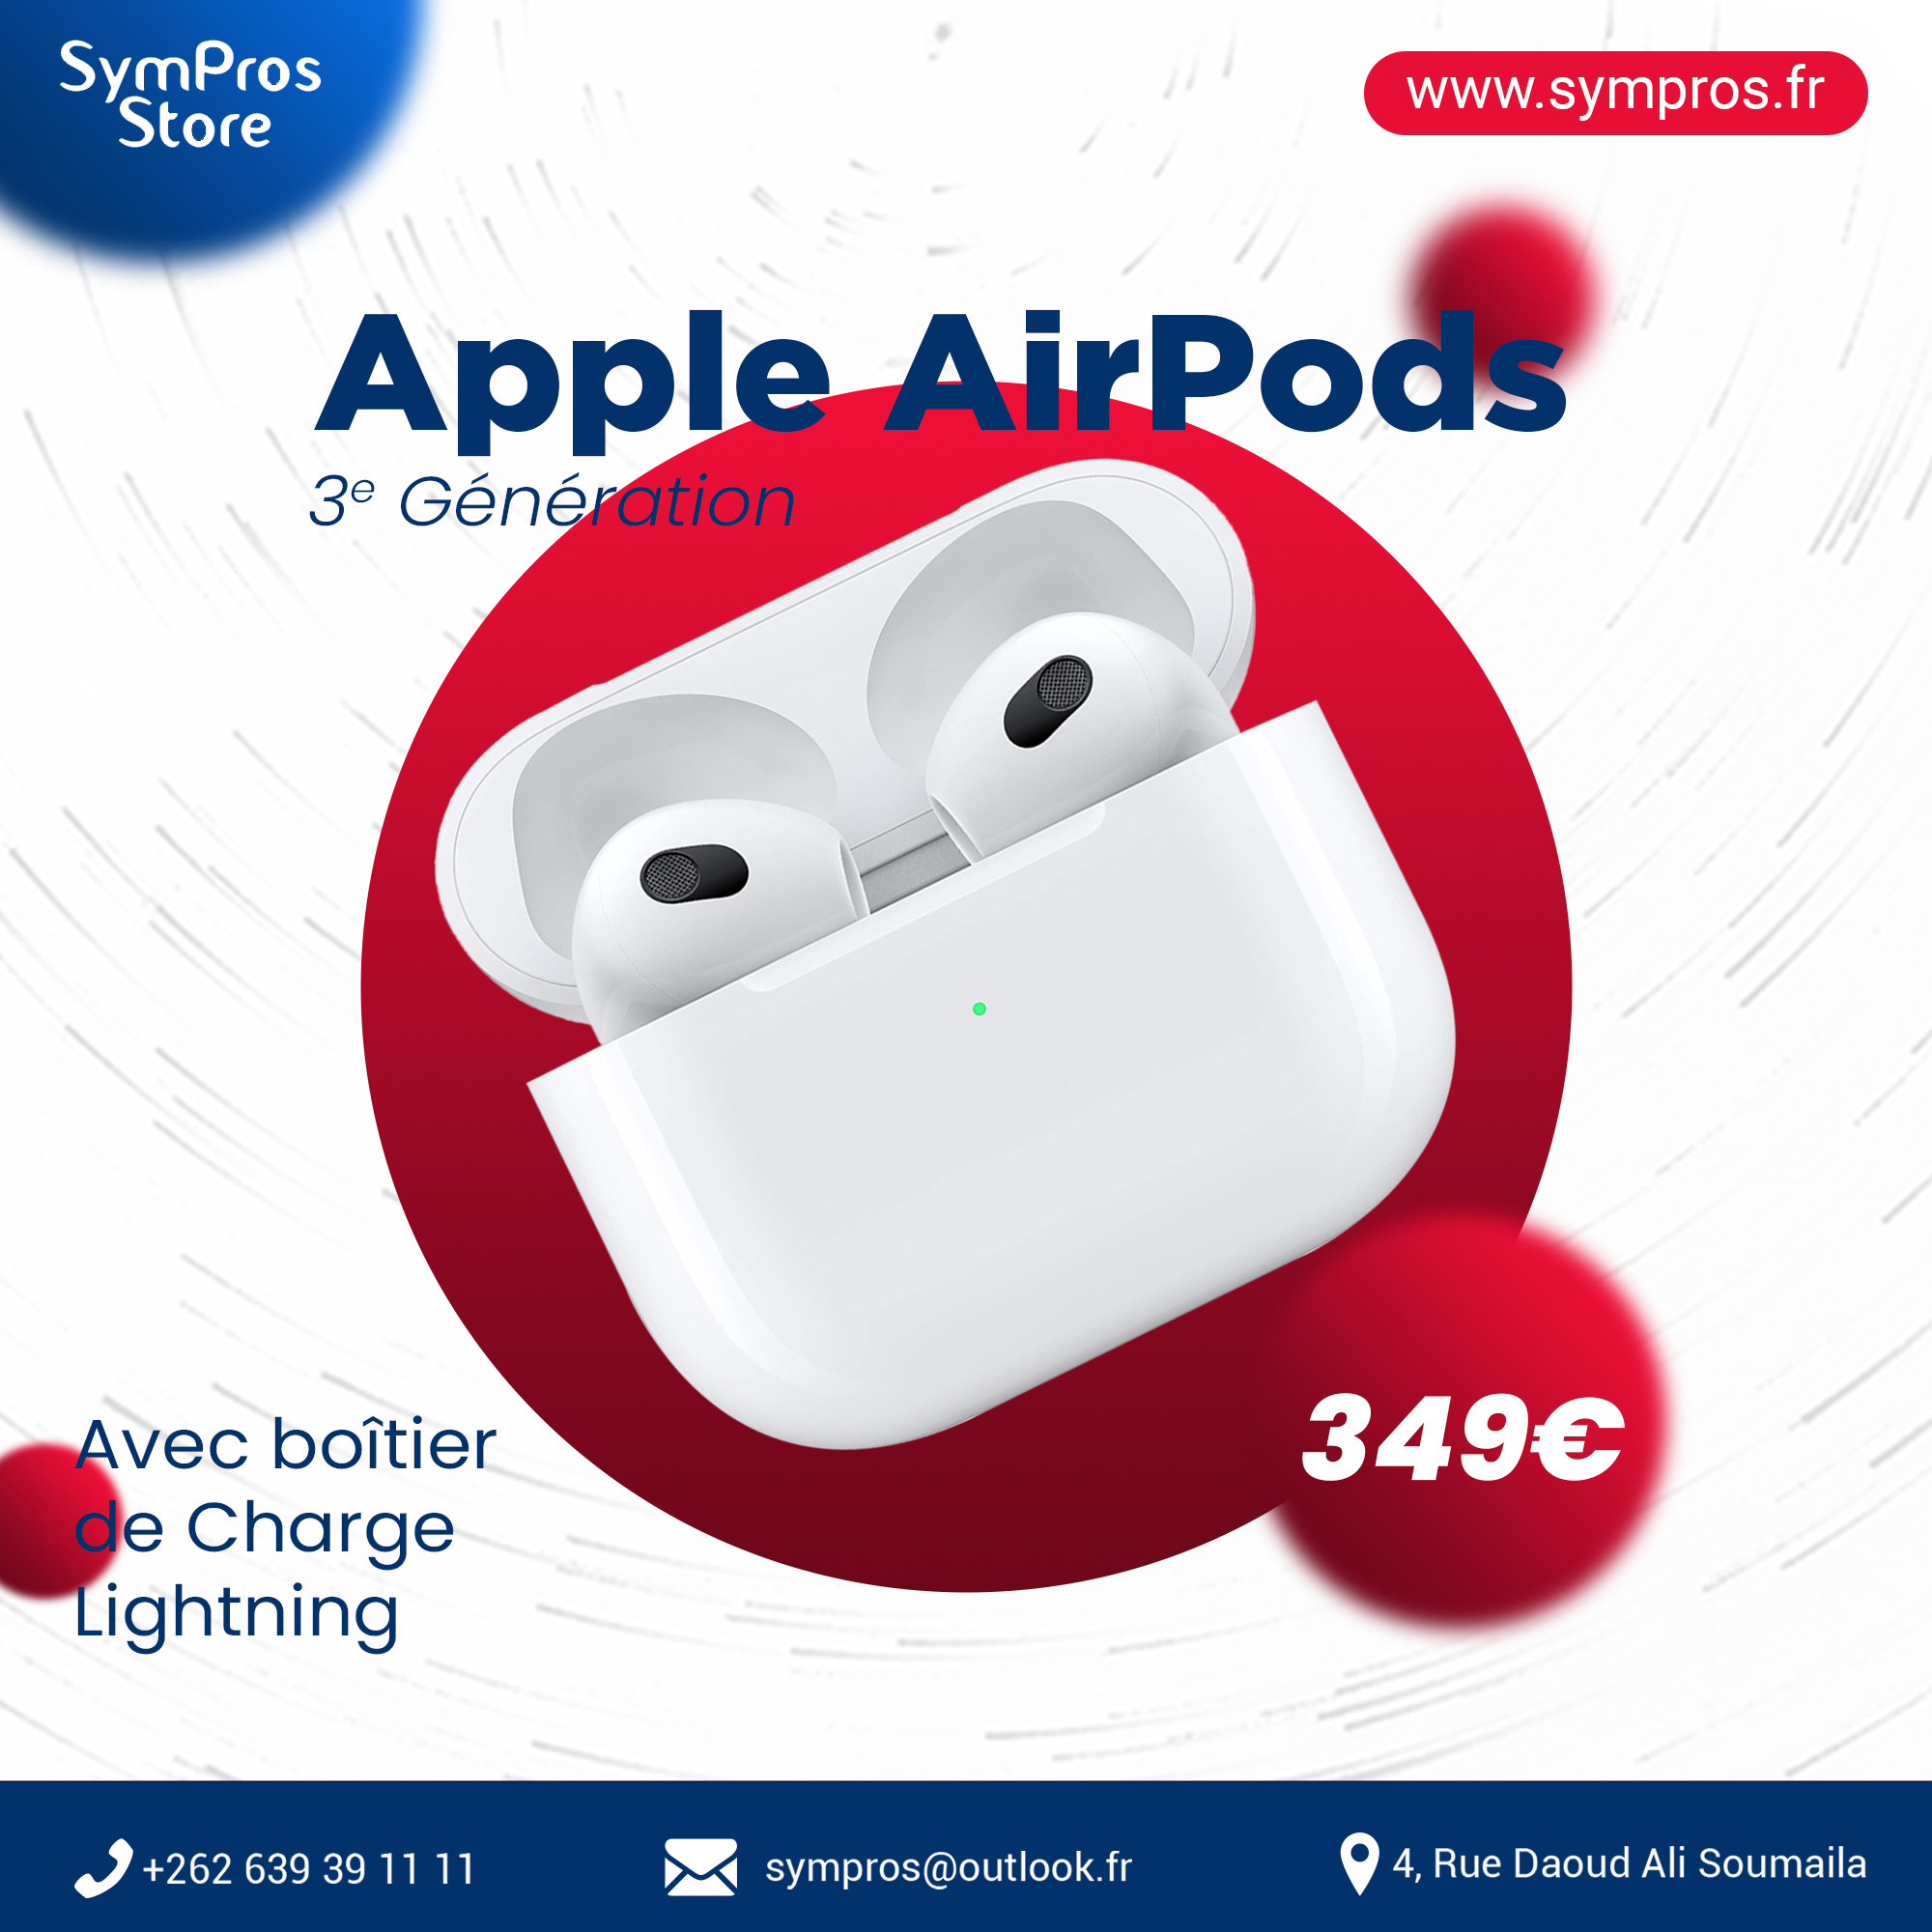 SymPros
Store
www.sympros.fr
Apple AirPods
3e Génération
Avec boîtier
de Charge
Lightning
349€
+262 639 39 11 11
sympros@outlook.fr
4, Rue Daoud Ali Soumaila